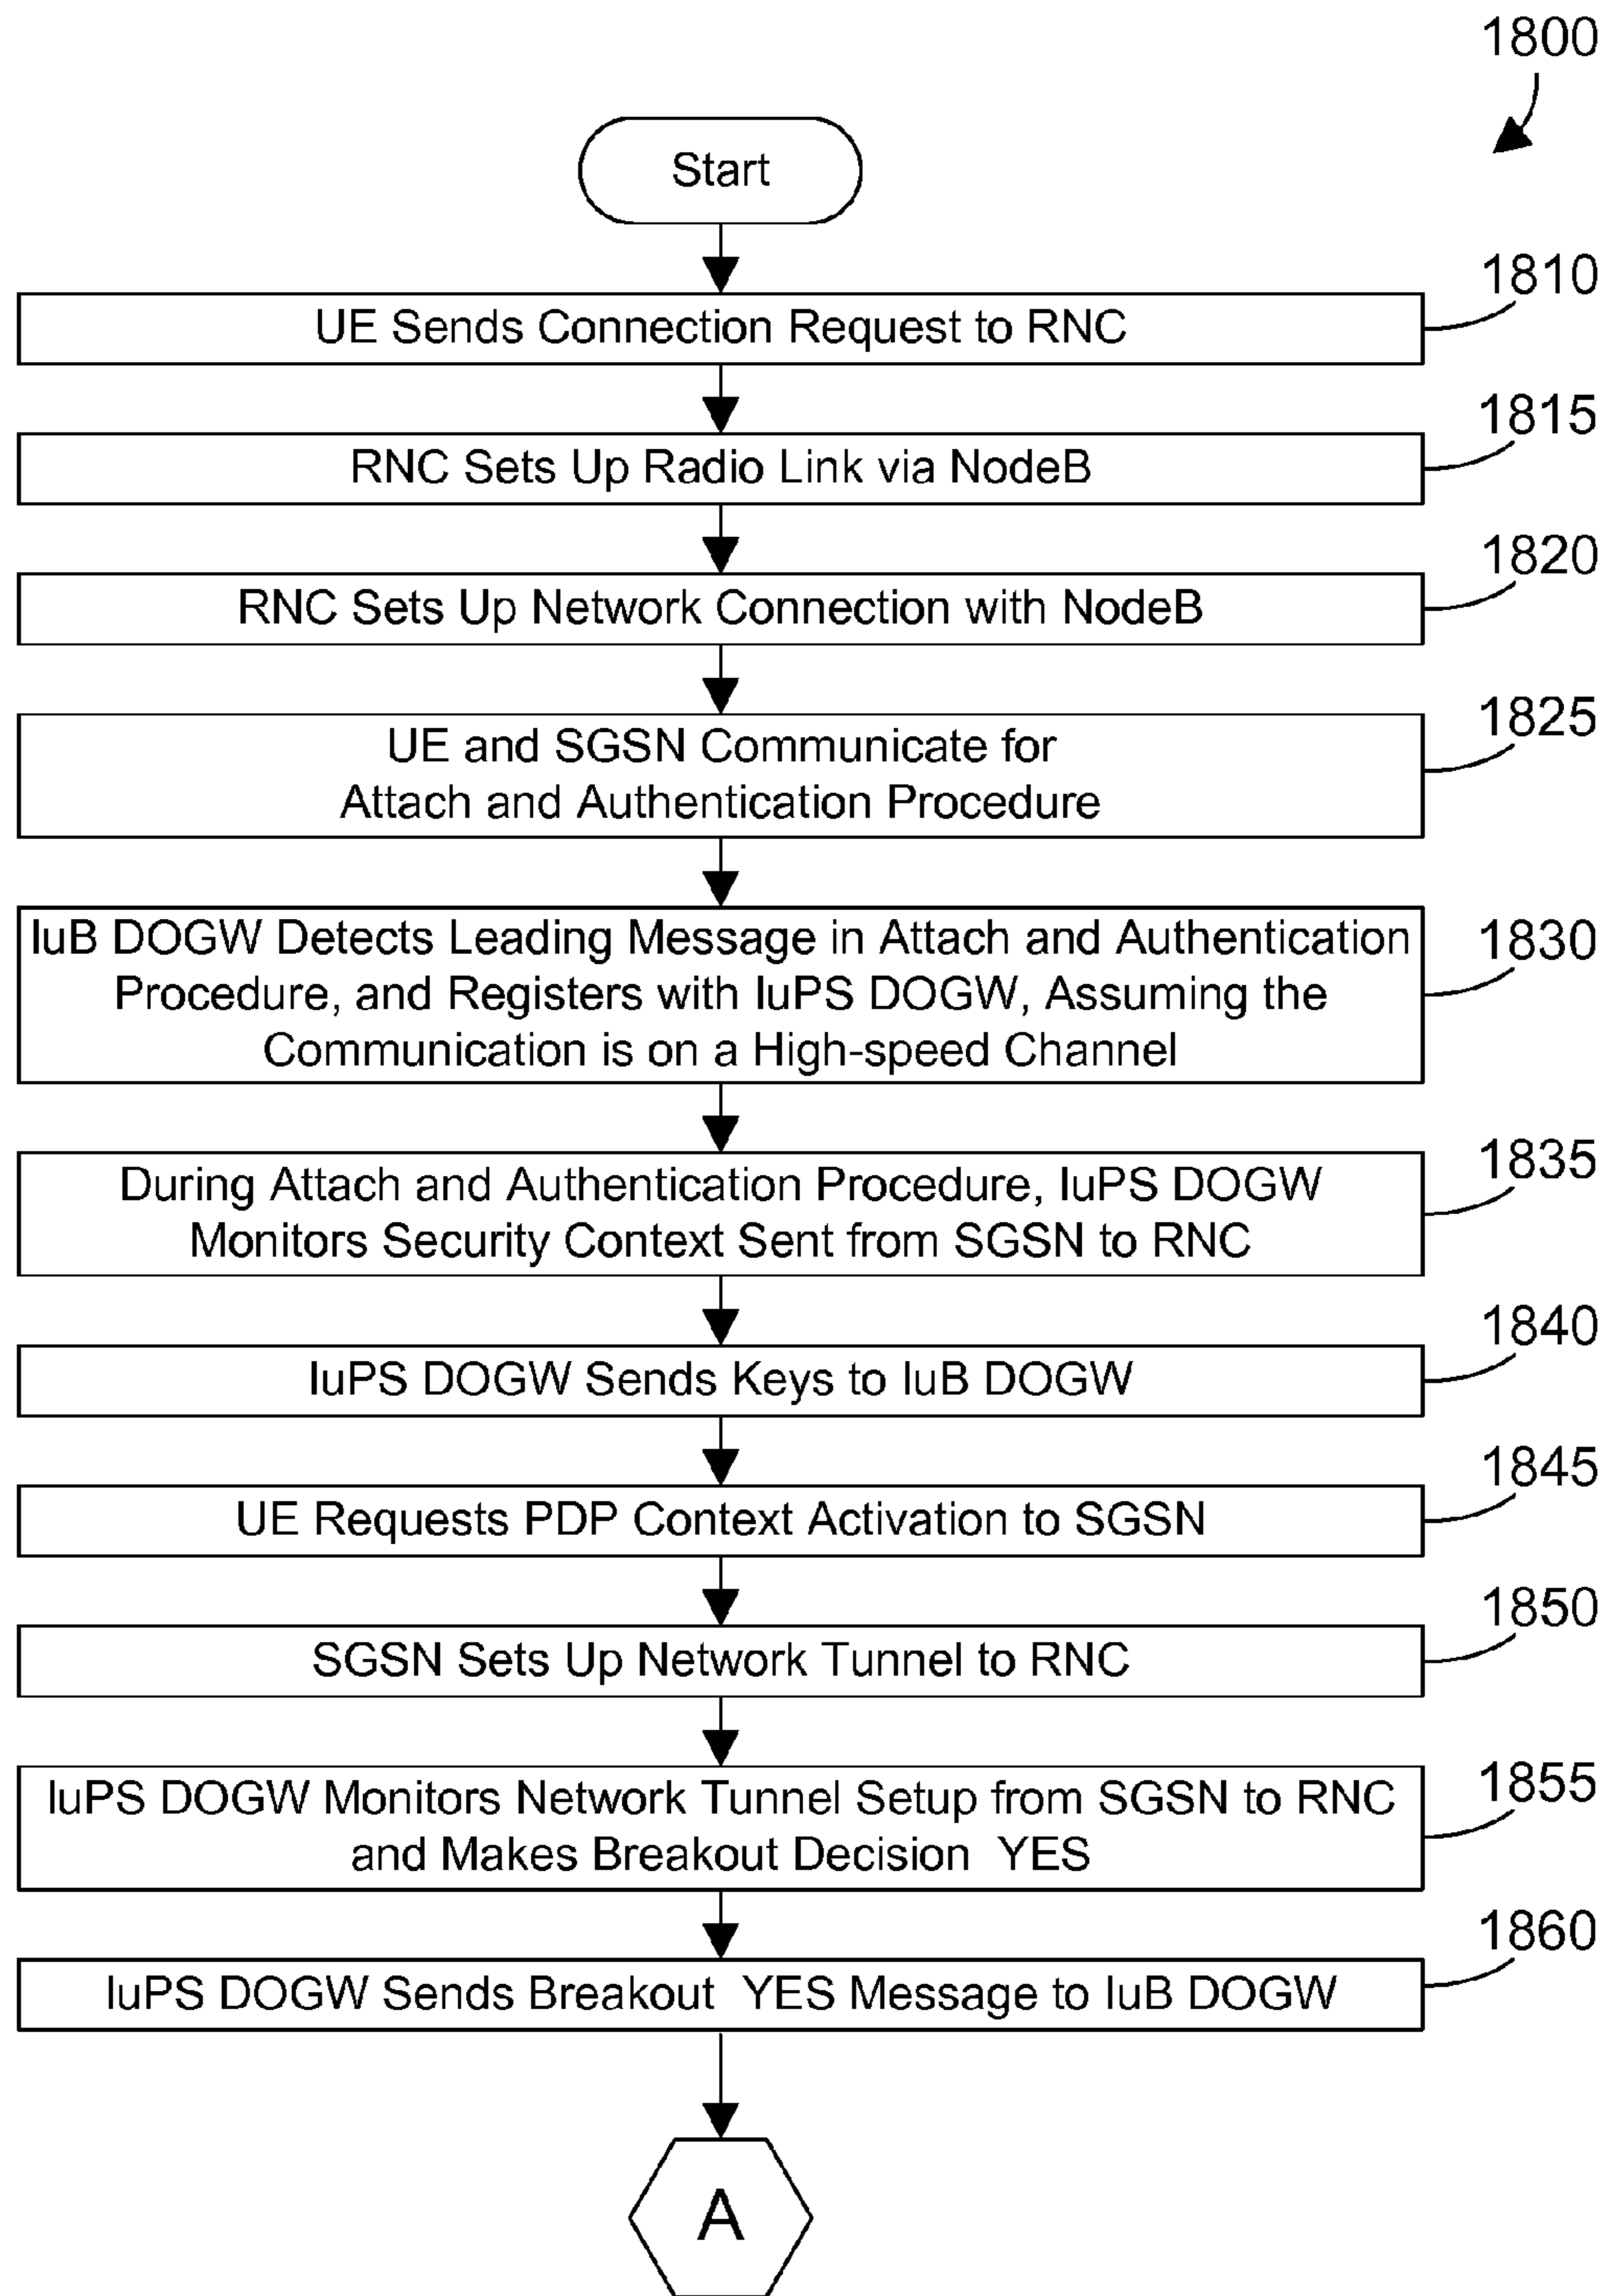 1800
Start
1810
UE Sends Connection Request to RNC
1815
RNC Sets Up Radio Link via NodeB
1820
RNC Sets Up Network Connection with NodeB
1825
UE and SGSN Communicate for
Attach and Authentication Procedure
1830
IuB DOGW Detects Leading Message in Attach and Authentication
Procedure, and Registers with IuPS DOGW, Assuming the
Communication is on a High-speed Channel
1835
During Attach and Authentication Procedure, IuPS DOGW
Monitors Security Context Sent from SGSN to RNC
1840
IuPS DOGW Sends Keys to IuB DOGW
1845
UE Requests PDP Context Activation to SGSN
1850
SGSN Sets Up Network Tunnel to RNC
1855
IuPS DOGW Monitors Network Tunnel Setup from SGSN to RNC
and Makes Breakout Decision YES
1860
IuPS DOGW Sends Breakout YES Message to IuB DOGW
A